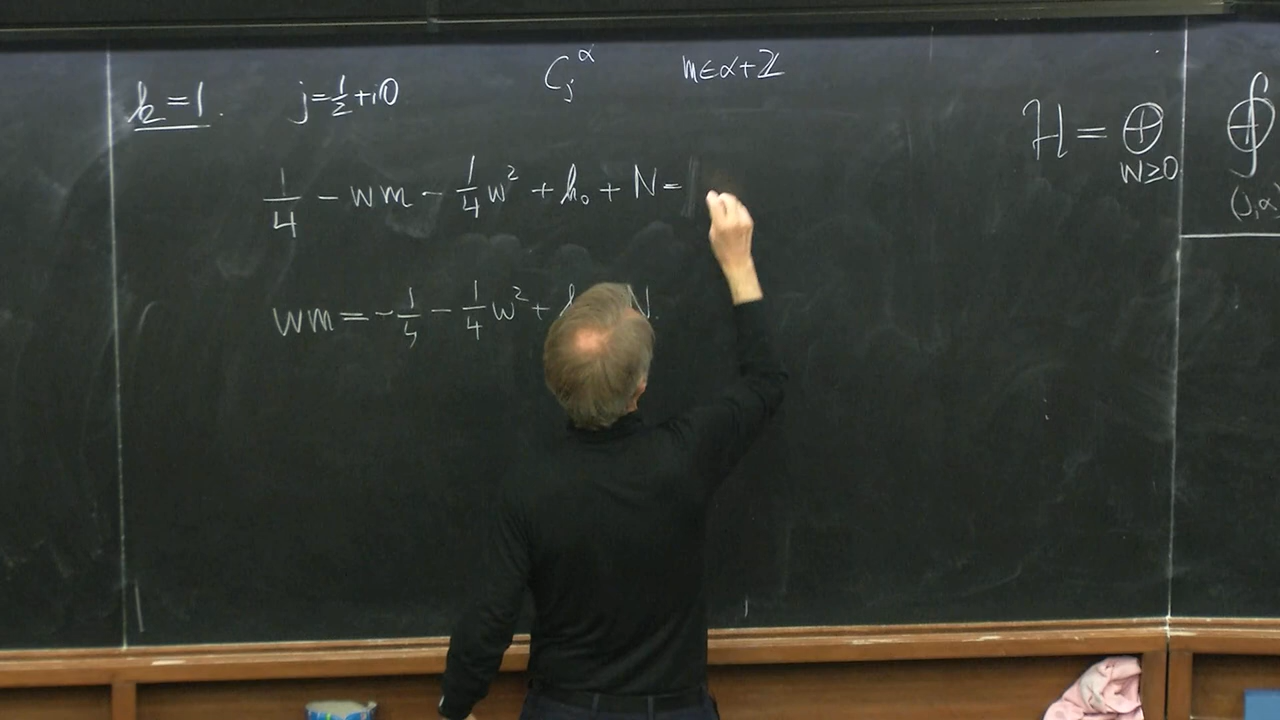 k=1. j=½+i0 C_j^α m∈α+ℤ
H = ⊕_{w≥0} ∮
(j,α
1/4 − wm − 1/4 w² + h₀ + N =
wm = −1/4 − 1/4 w² + N.